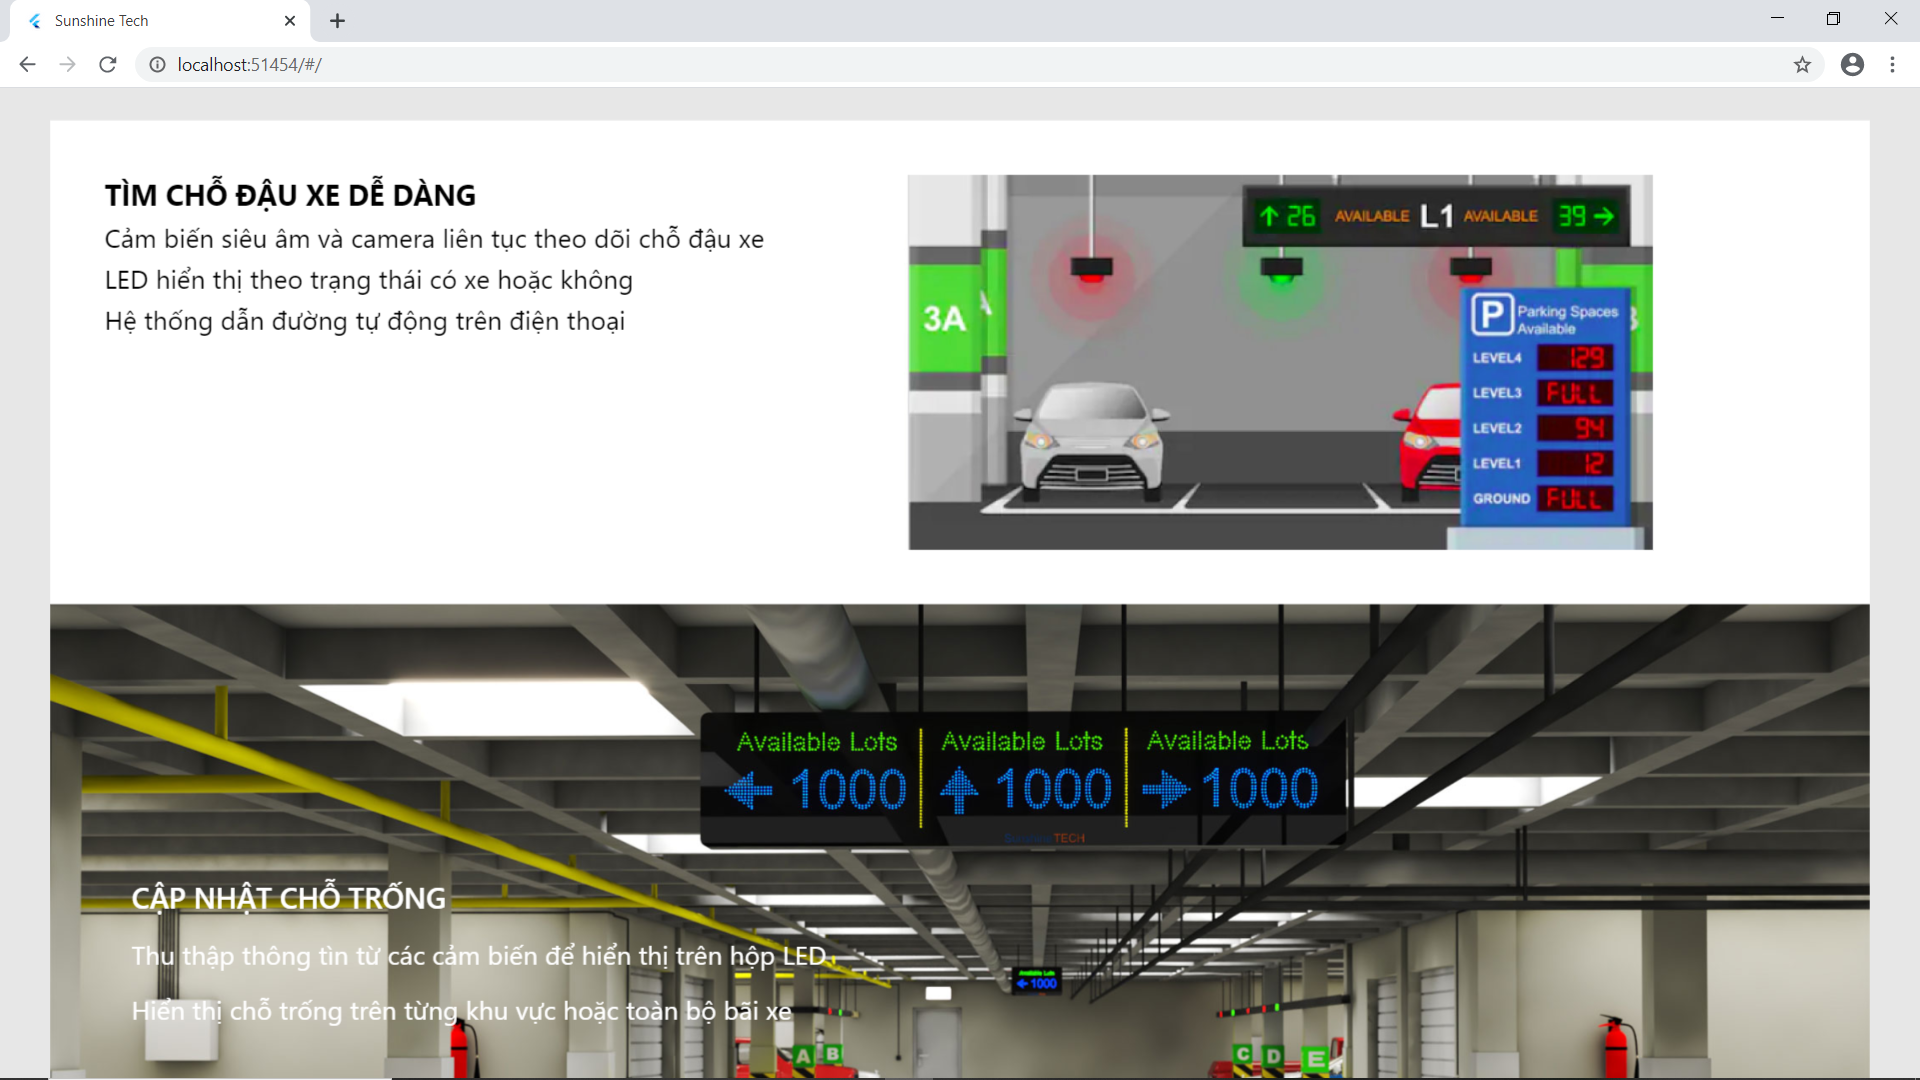 Sunshine Tech
localhost:51454/#/
TÌM CHỖ ĐẬU XE DỄ DÀNG
Cảm biến siêu âm và camera liên tục theo dõi chỗ đậu xe
LED hiển thị theo trạng thái có xe hoặc không
Hệ thống dẫn đường tự động trên điện thoại
26 AVAILABLE L1 AVAILABLE 39
3A
P Parking Spaces
Available
LEVEL4 129
LEVEL3 FULL
LEVEL2 94
LEVEL1 12
GROUND FULL
Available Lots Available Lots Available Lots
1000 1000 1000
Sunshine TECH
CẬP NHẬT CHỖ TRỐNG
Thu thập thông tìn từ các cảm biến để hiển thị trên hộp LED
Hiển thị chỗ trống trên từng khu vực hoặc toàn bộ bãi xe
Available Lots
1000
A B C D E